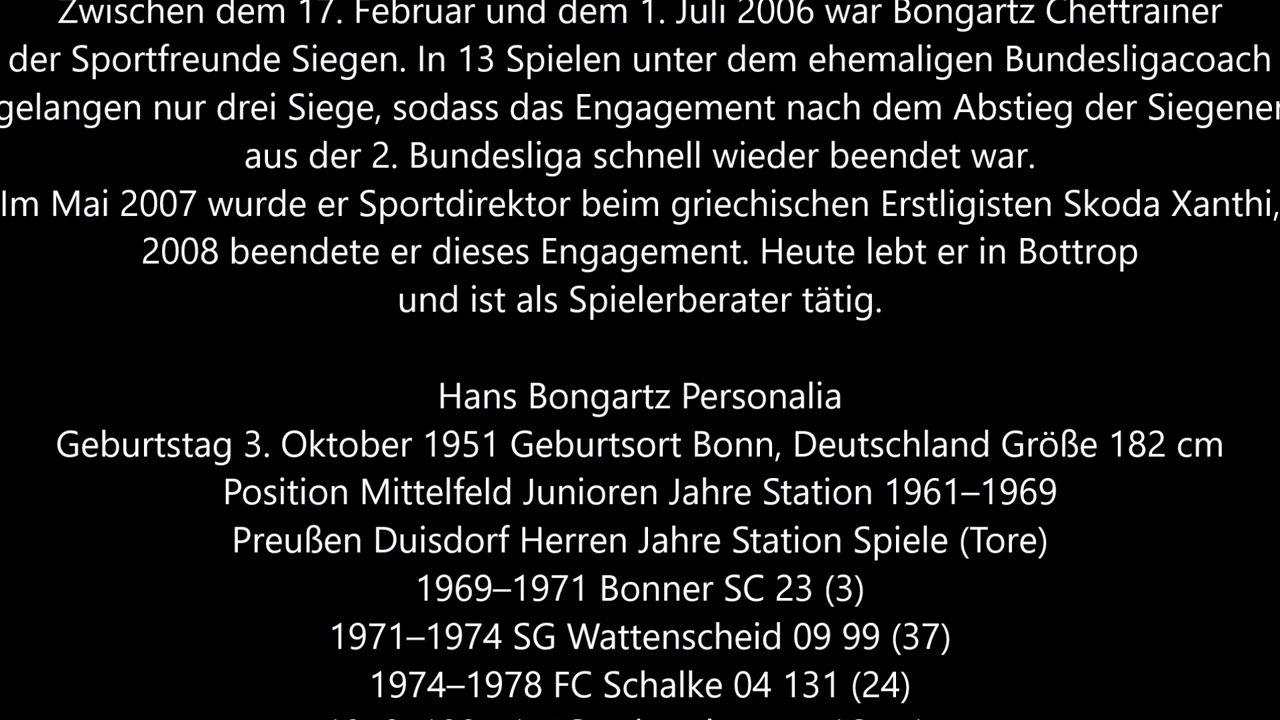 Zwischen dem 17. Februar und dem 1. Juli 2006 war Bongartz Cheftrainer
der Sportfreunde Siegen. In 13 Spielen unter dem ehemaligen Bundesligacoach
gelangen nur drei Siege, sodass das Engagement nach dem Abstieg der Siegener
aus der 2. Bundesliga schnell wieder beendet war.
Im Mai 2007 wurde er Sportdirektor beim griechischen Erstligisten Skoda Xanthi,
2008 beendete er dieses Engagement. Heute lebt er in Bottrop
und ist als Spielerberater tätig.
Hans Bongartz Personalia
Geburtstag 3. Oktober 1951 Geburtsort Bonn, Deutschland Größe 182 cm
Position Mittelfeld Junioren Jahre Station 1961–1969
Preußen Duisdorf Herren Jahre Station Spiele (Tore)
1969–1971 Bonner SC 23 (3)
1971–1974 SG Wattenscheid 09 99 (37)
1974–1978 FC Schalke 04 131 (24)